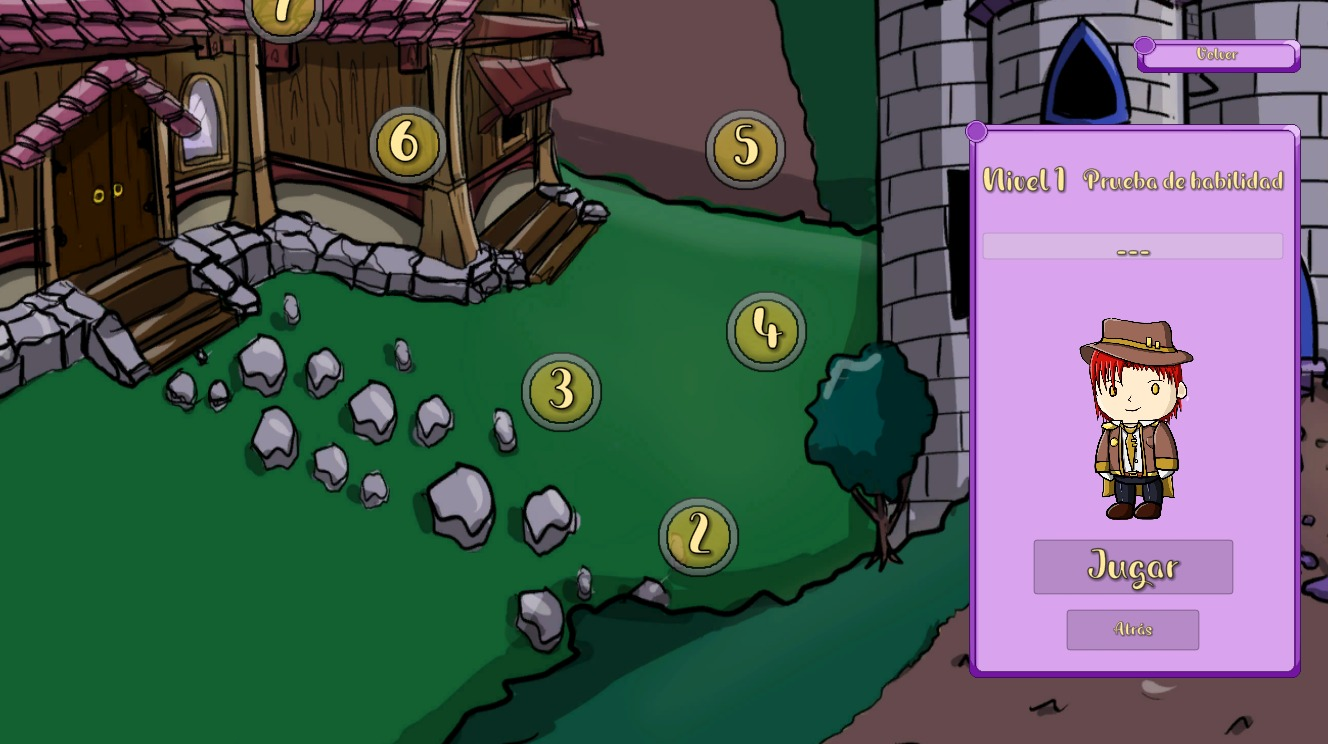 7
6
5
4
3
2
Volver
Nivel 1 Prueba de habilidad
---
Jugar
Atrás